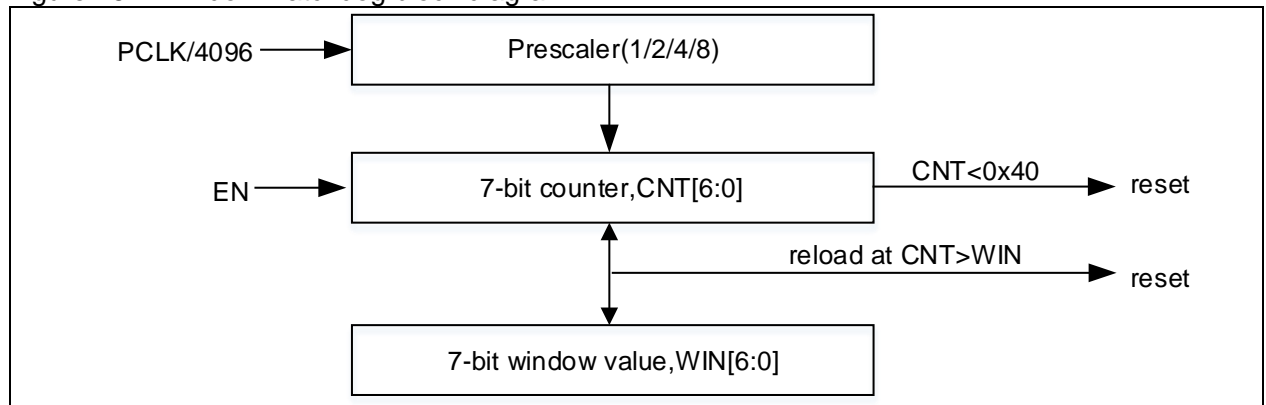 PCLK/4096
Prescaler(1/2/4/8)
EN
7-bit counter,CNT[6:0]
CNT<0x40
reset
reload at CNT>WIN
reset
7-bit window value,WIN[6:0]